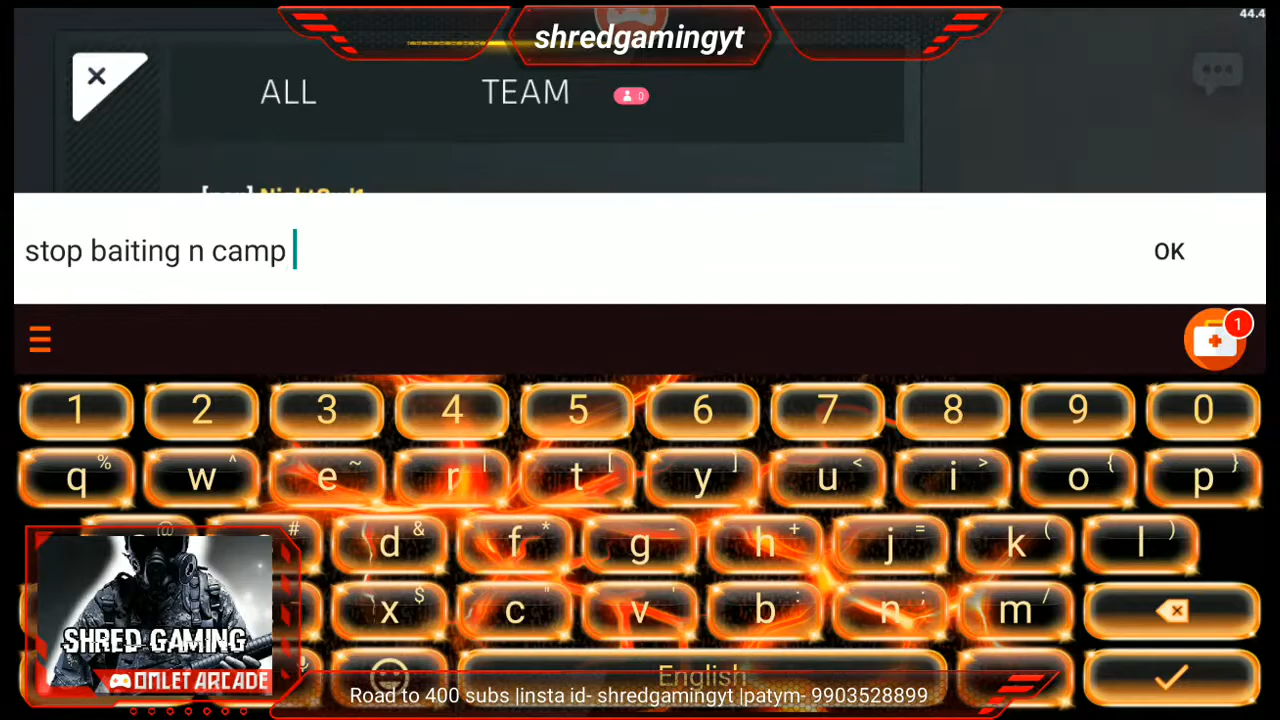 44.4
shredgamingyt
ALL TEAM 0
stop baiting n camp
OK
1
1 2 3 4 5 6 7 8 9 0
q % w ^ e ~ r | t [ y ] u < i > o { p }
@ # d & f * g - h + j = k ( l )
x $ c " v ' b : n ; m /
English
SHRED GAMING
OMLET ARCADE
Road to 400 subs |insta id- shredgamingyt |patym- 9903528899